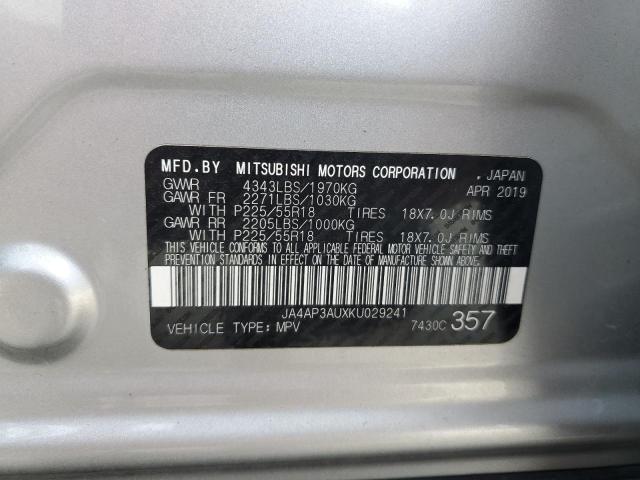 MFD.BY MITSUBISHI MOTORS CORPORATION , JAPAN
GWVR 4343LBS/1970KG APR 2019
GAWR FR 2271LBS/1030KG
WITH P225/55R18 TIRES 18X7.0J RIMS
GAWR RR 2205LBS/1000KG
WITH P225/55R18 TIRES 18X7.0J RIMS
THIS VEHICLE CONFORMS TO ALL APPLICABLE FEDERAL MOTOR VEHICLE SAFETY AND THEFT
PREVENTION STANDARDS IN EFFECT ON THE DATE OF MANUFACTURE SHOWN ABOVE.
JA4AP3AUXKU029241
VEHICLE TYPE:MPV 7430C 357